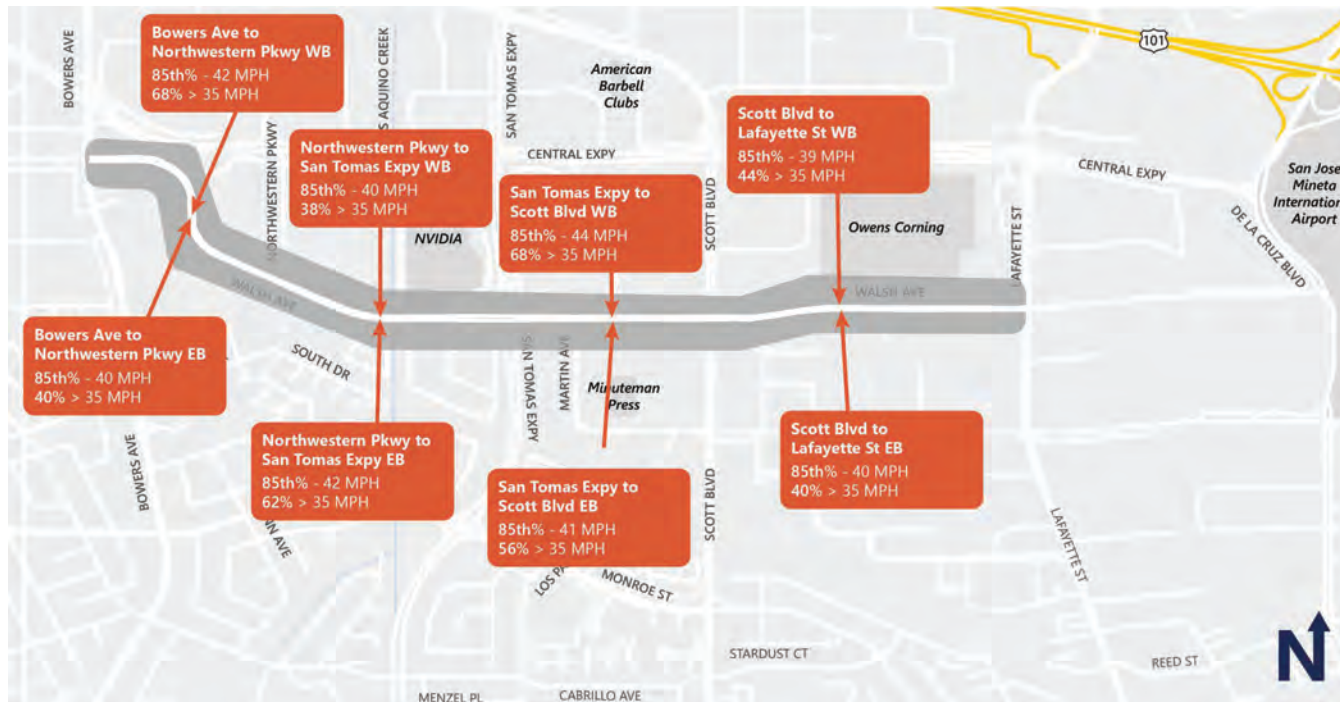 BOWERS AVE
Bowers Ave to
Northwestern Pkwy WB
85th% - 42 MPH
68% > 35 MPH
NORTHWESTERN PKWY
AQUINO CREEK
Northwestern Pkwy to
San Tomas Expy WB
85th% - 40 MPH
38% > 35 MPH
NVIDIA
SAN TOMAS EXPY
American
Barbell
Clubs
CENTRAL EXPY
San Tomas Expy to
Scott Blvd WB
85th% - 44 MPH
68% > 35 MPH
SCOTT BLVD
Scott Blvd to
Lafayette St WB
85th% - 39 MPH
44% > 35 MPH
Owens Corning
LAFAYETTE ST
101
CENTRAL EXPY
DE LA CRUZ BLVD
San Jose
Mineta
Internation
Airport
WALSH AVE
WALSH AVE
Bowers Ave to
Northwestern Pkwy EB
85th% - 40 MPH
40% > 35 MPH
SOUTH DR
BOWERS AVE
Northwestern Pkwy to
San Tomas Expy EB
85th% - 42 MPH
62% > 35 MPH
NN AVE
SAN TOMAS EXPY
MARTIN AVE
Minuteman
Press
San Tomas Expy to
Scott Blvd EB
85th% - 41 MPH
56% > 35 MPH
SCOTT BLVD
Scott Blvd to
Lafayette St EB
85th% - 40 MPH
40% > 35 MPH
LAFAYETTE ST
LOS PA
MONROE ST
STARDUST CT
REED ST
MENZEL PL
CABRILLO AVE
N